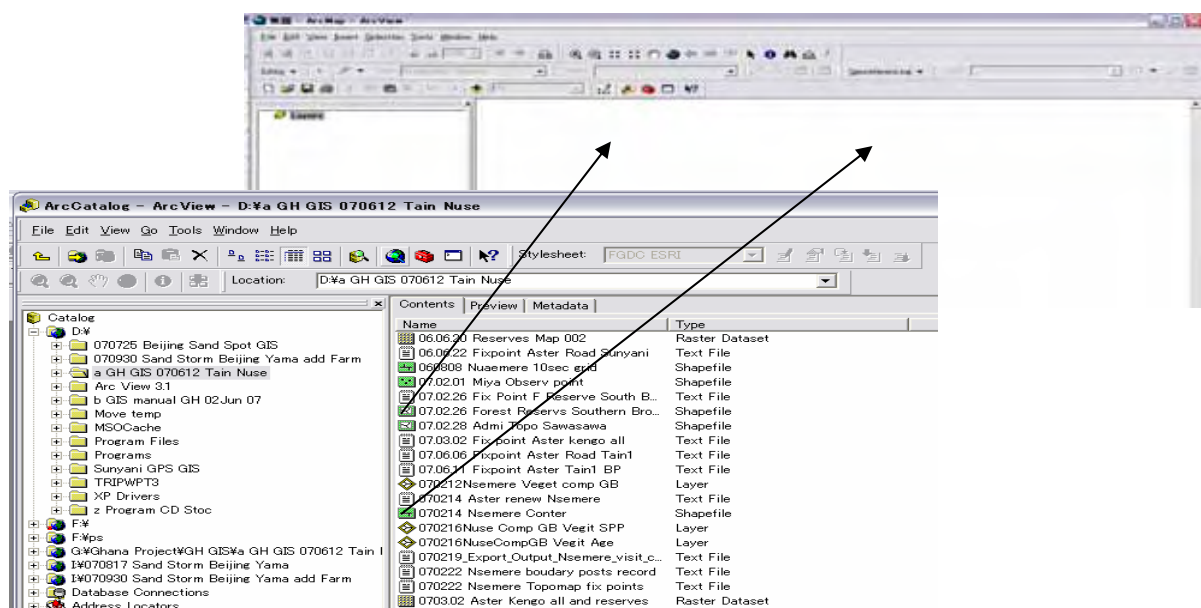 ArcMap - ArcView
File Edit View Insert Selection Tools Window Help
Layers
ArcCatalog - ArcView - D:¥a GH GIS 070612 Tain Nuse
File Edit View Go Tools Window Help
Stylesheet: FGDC ESRI
Location: D:¥a GH GIS 070612 Tain Nuse
Contents Preview Metadata
Catalog
D:¥
070725 Beijing Sand Spot GIS
070930 Sand Storm Beijing Yama add Farm
a GH GIS 070612 Tain Nuse
Arc View 3.1
b GIS manual GH 02Jun 07
Move temp
MSOCache
Program Files
Programs
Sunyani GPS GIS
TRIPWPT3
XP Drivers
z Program CD Stoc
F:¥
F:¥ps
G:¥Ghana Project¥GH GIS¥a GH GIS 070612 Tain
I:¥070817 Sand Storm Beijing Yama
I:¥070930 Sand Storm Beijing Yama add Farm
Database Connections
Address Locators
Name Type
06.06.20 Reserves Map 002 Raster Dataset
06.06.22 Fixpoint Aster Road Sunyani Text File
060808 Nuaemere 10sec grid Shapefile
07.02.01 Miya Observ point Shapefile
07.02.26 Fix Point F Reserve South B... Text File
07.02.26 Forest Reservs Southern Bro... Shapefile
07.02.28 Admi Topo Sawasawa Shapefile
07.03.02 Fix point Aster kengo all Text File
07.06.06 Fixpoint Aster Road Tain1 Text File
07.06.11 Fixpoint Aster Tain1 BP Text File
070212Nsemere Veget comp GB Layer
070214 Aster renew Nsemere Text File
070214 Nsemere Conter Shapefile
070216Nuse Comp GB Vegit SPP Layer
070216NuseCompGB Vegit Age Layer
070219_Export_Output_Nsemere_visit_c... Text File
070222 Nsemere boudary posts record Text File
070222 Nsemere Topomap fix points Text File
0703.02 Aster Kengo all and reserves Raster Dataset